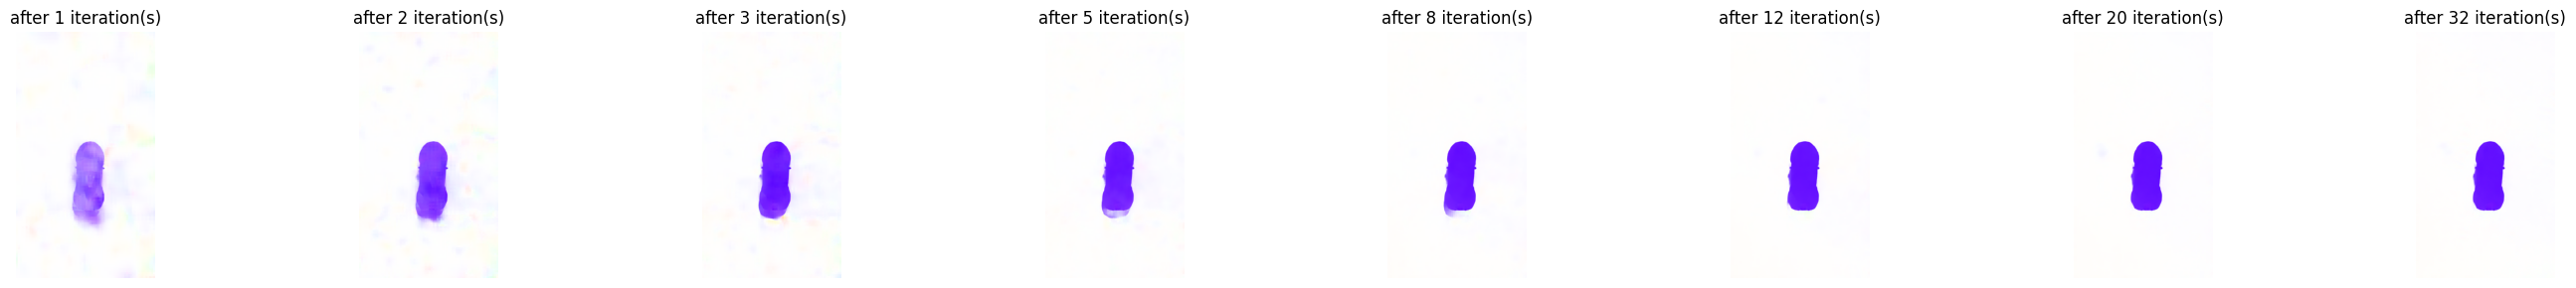 after 1 iteration(s)
after 2 iteration(s)
after 3 iteration(s)
after 5 iteration(s)
after 8 iteration(s)
after 12 iteration(s)
after 20 iteration(s)
after 32 iteration(s)